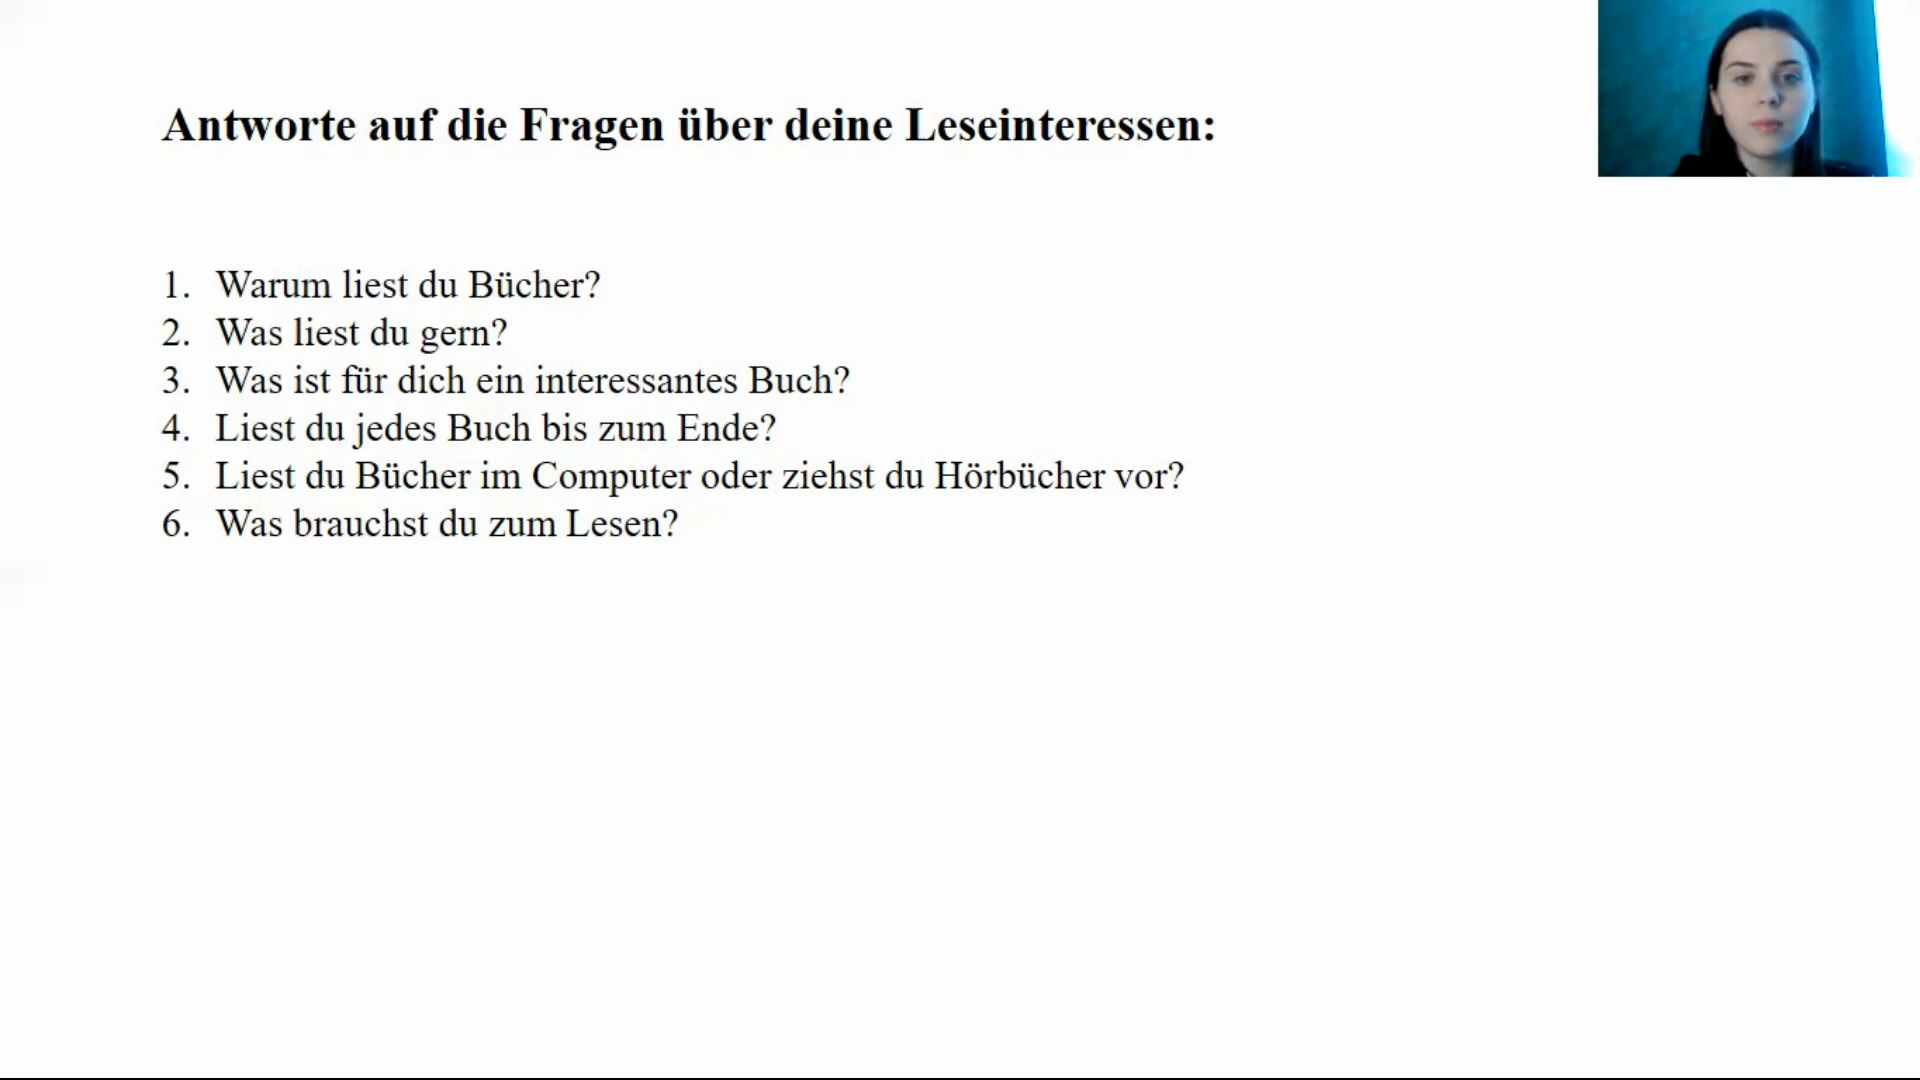 Antworte auf die Fragen über deine Leseinteressen:
1. Warum liest du Bücher?
2. Was liest du gern?
3. Was ist für dich ein interessantes Buch?
4. Liest du jedes Buch bis zum Ende?
5. Liest du Bücher im Computer oder ziehst du Hörbücher vor?
6. Was brauchst du zum Lesen?